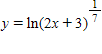 y = ln(2x + 3)^{1/7}